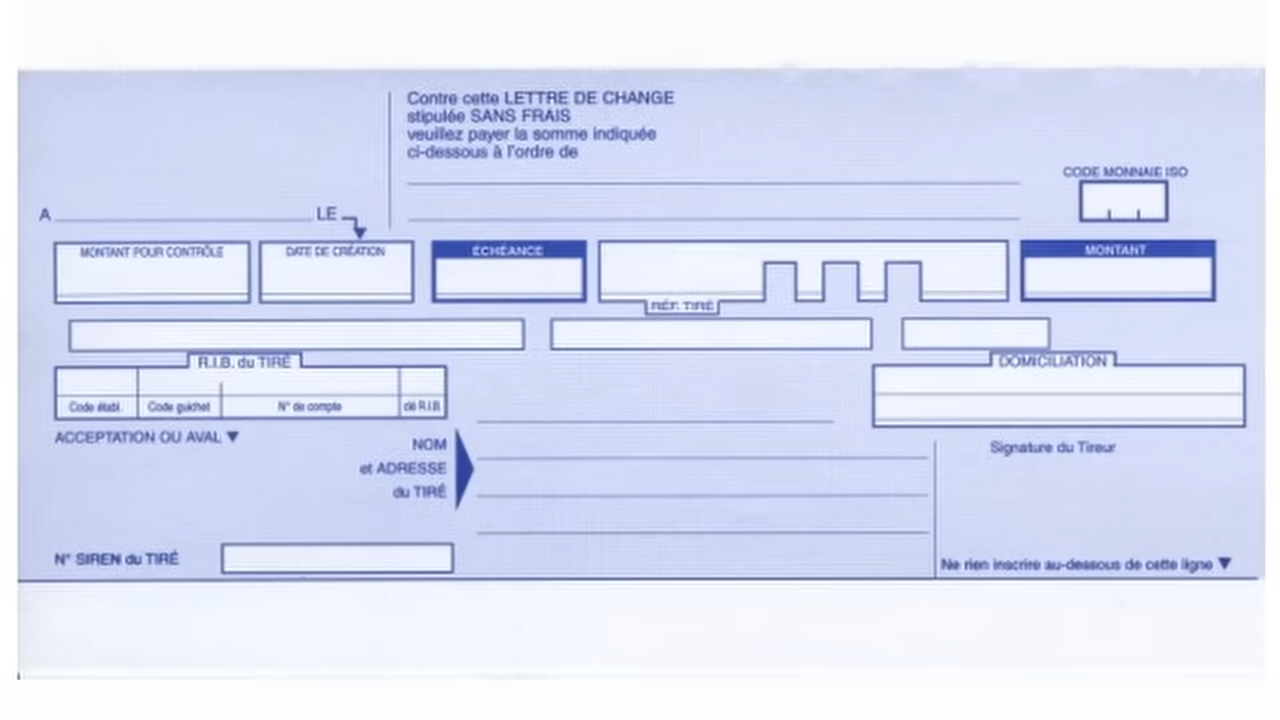 Contre cette LETTRE DE CHANGE
stipulée SANS FRAIS
veuillez payer la somme indiquée
ci-dessous à l'ordre de
CODE MONNAIE ISO
A LE
MONTANT POUR CONTRÔLE DATE DE CRÉATION ÉCHÉANCE MONTANT
RÉF. TIRÉ
R.I.B. du TIRÉ DOMICILIATION
Code établ. Code guichet N° de compte clé R.I.B.
ACCEPTATION OU AVAL
NOM
et ADRESSE
du TIRÉ
Signature du Tireur
N° SIREN du TIRÉ
Ne rien inscrire au-dessous de cette ligne